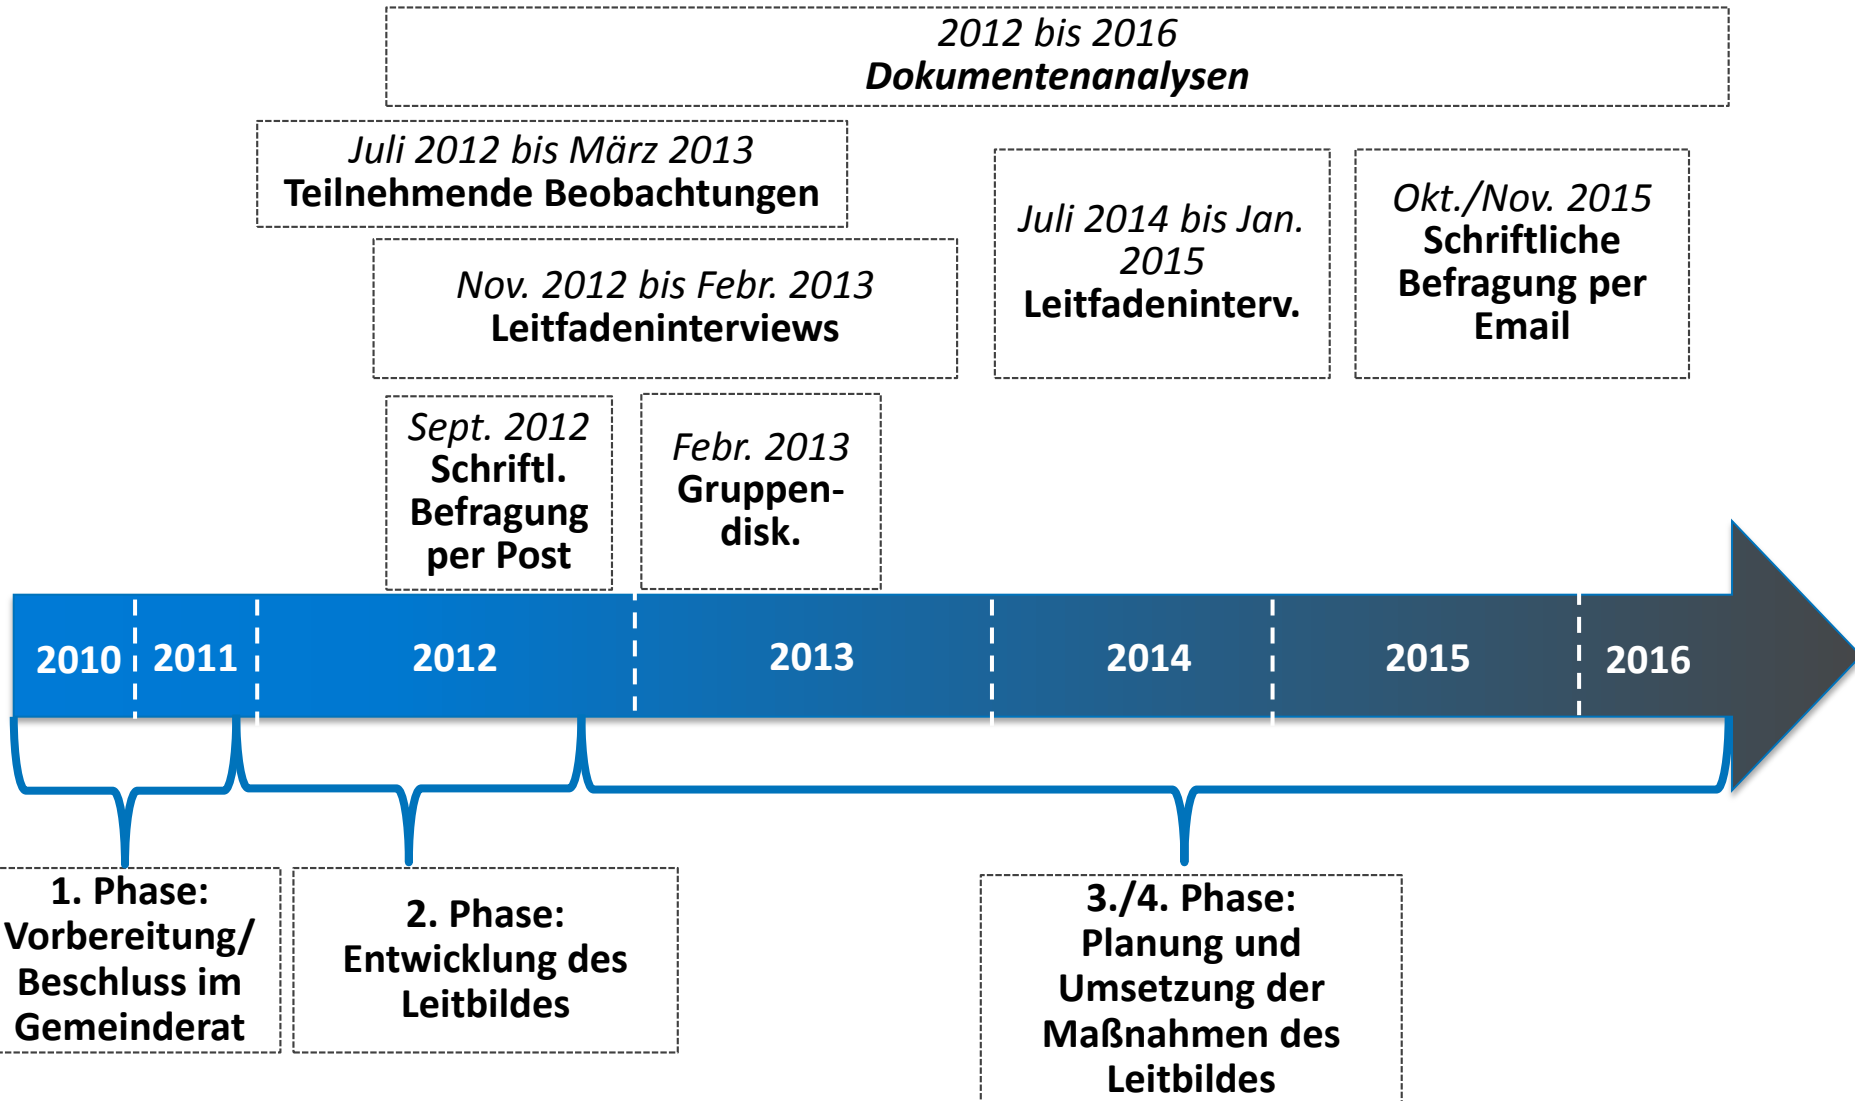 2012 bis 2016
Dokumentenanalysen
Juli 2012 bis März 2013
Teilnehmende Beobachtungen
Nov. 2012 bis Febr. 2013
Leitfadeninterviews
Juli 2014 bis Jan.
2015
Leitfadeninterv.
Okt./Nov. 2015
Schriftliche
Befragung per
Email
Sept. 2012
Schriftl.
Befragung
per Post
Febr. 2013
Gruppen-
disk.
2010 2011 2012 2013 2014 2015 2016
1. Phase:
Vorbereitung/
Beschluss im
Gemeinderat
2. Phase:
Entwicklung des
Leitbildes
3./4. Phase:
Planung und
Umsetzung der
Maßnahmen des
Leitbildes